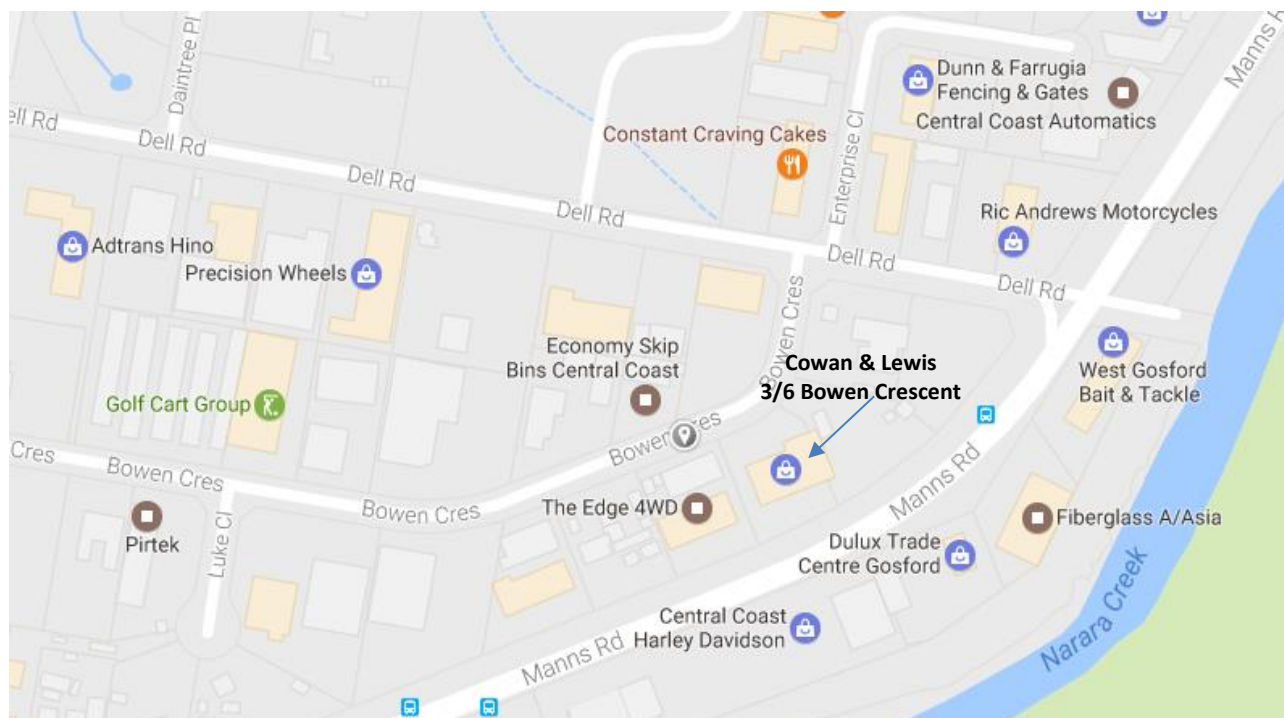 Daintree Pl
Manns R
Dunn & Farrugia
Fencing & Gates
Central Coast Automatics
ell Rd
Dell Rd
Constant Craving Cakes
Enterprise Cl
Dell Rd
Dell Rd
Ric Andrews Motorcycles
Adtrans Hino
Precision Wheels
Dell Rd
Dell Rd
Bowen Cres
Economy Skip
Bins Central Coast
Cowan & Lewis
3/6 Bowen Crescent
West Gosford
Bait & Tackle
Golf Cart Group
Bowen Cres
Cres
Bowen Cres
Bowen Cres
The Edge 4WD
Manns Rd
Pirtek
Luke Cl
Fiberglass A/Asia
Dulux Trade
Centre Gosford
Narara Creek
Central Coast
Harley Davidson
Manns Rd